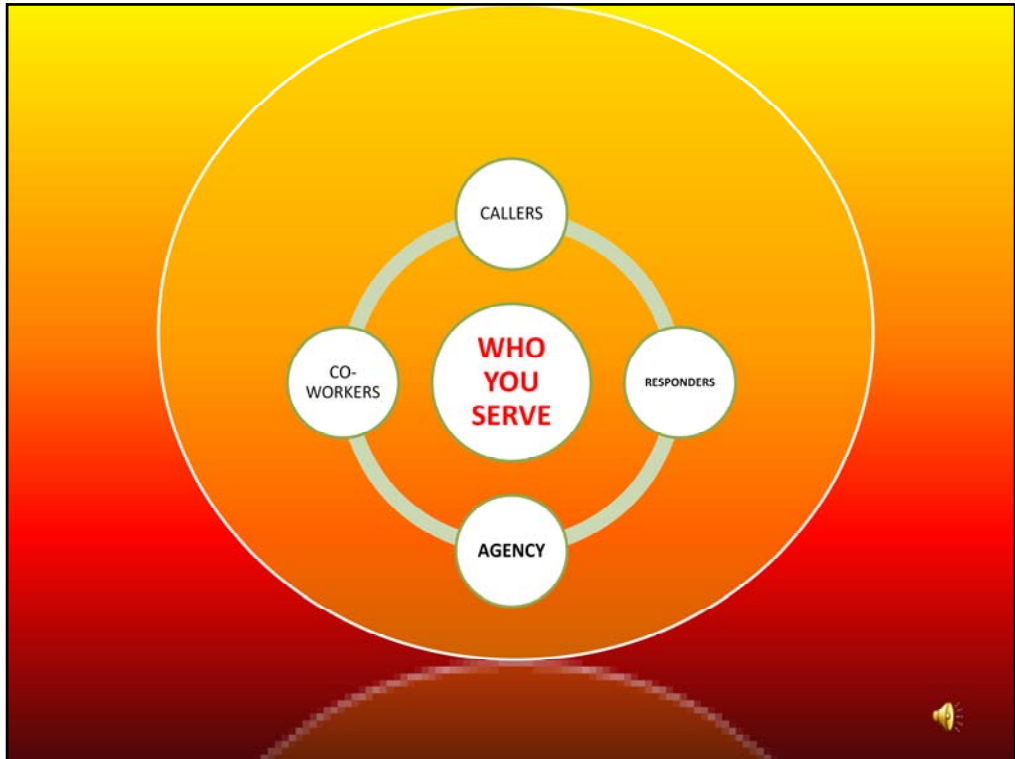 CALLERS
WHO
YOU
SERVE
CO-
WORKERS
RESPONDERS
AGENCY